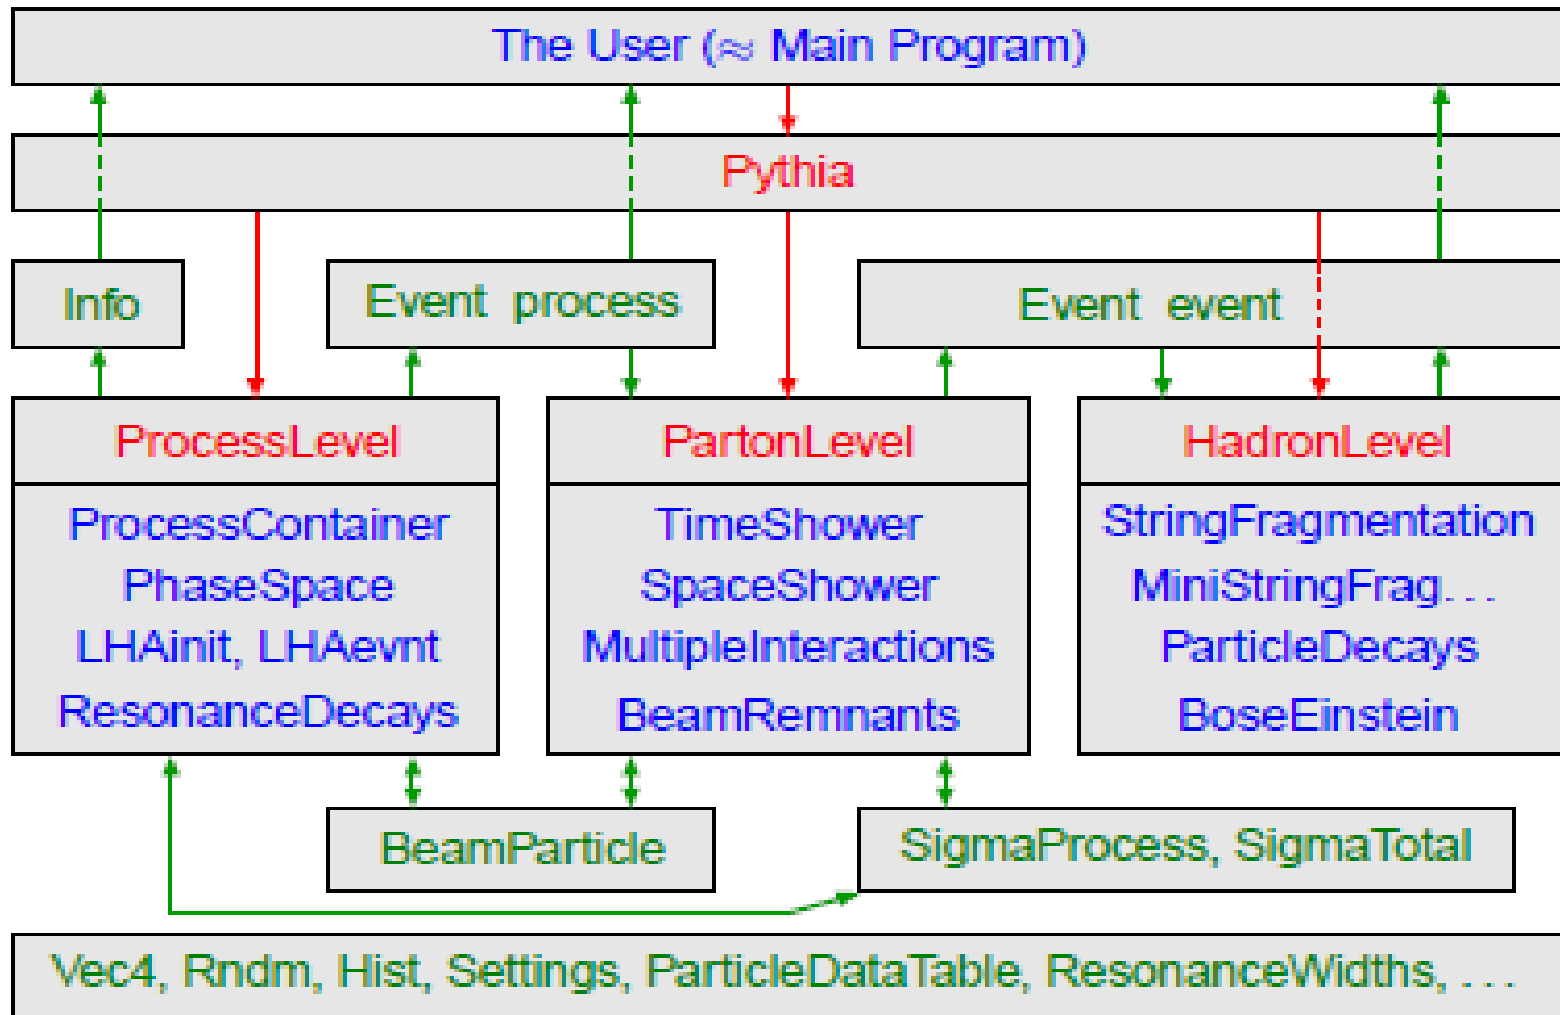 The User (≈ Main Program)
Pythia
Info
Event process
Event event
ProcessLevel
ProcessContainer
PhaseSpace
LHAinit, LHAevnt
ResonanceDecays
PartonLevel
TimeShower
SpaceShower
MultipleInteractions
BeamRemnants
HadronLevel
StringFragmentation
MiniStringFrag...
ParticleDecays
BoseEinstein
BeamParticle
SigmaProcess, SigmaTotal
Vec4, Rndm, Hist, Settings, ParticleDataTable, ResonanceWidths, ...